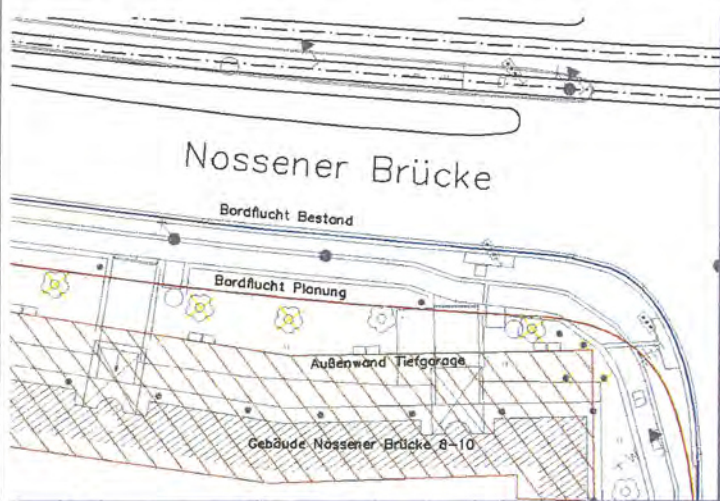 Nossener Brücke
Bordflucht Bestand
Bordflucht Planung
Außenwand Tiefgarage
Gebäude Nossener Brücke 8-10